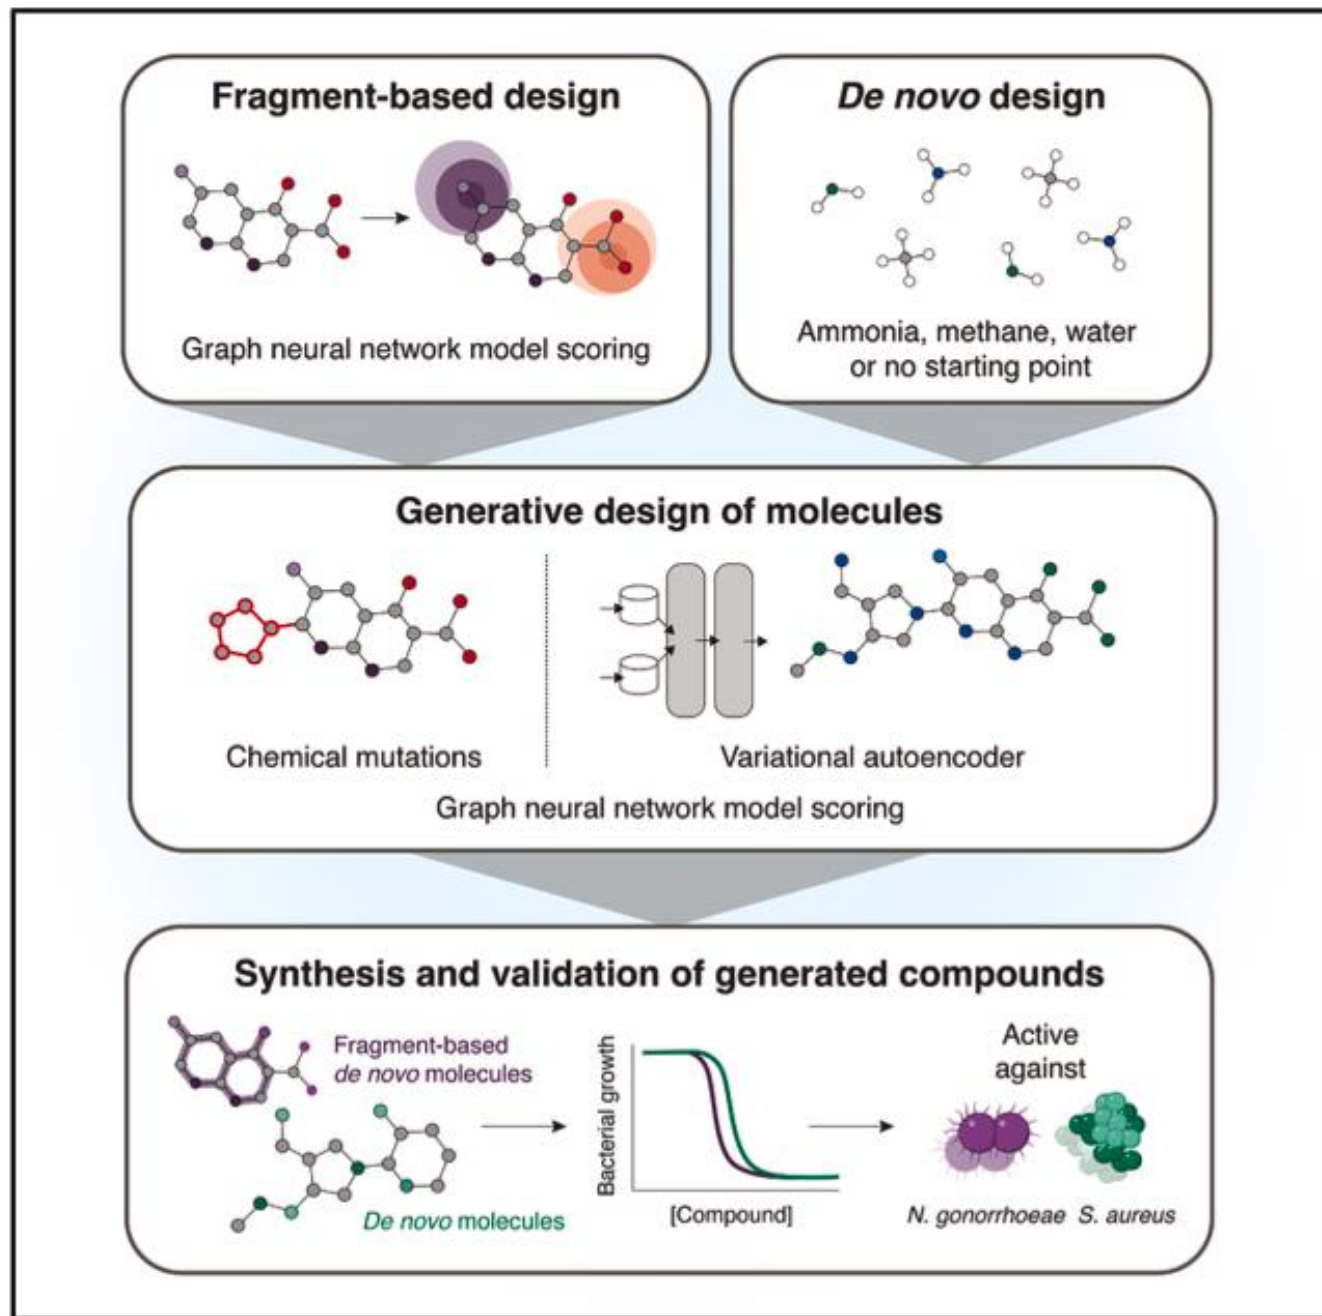 Fragment-based design
Graph neural network model scoring
De novo design
Ammonia, methane, water
or no starting point
Generative design of molecules
Chemical mutations
Variational autoencoder
Graph neural network model scoring
Synthesis and validation of generated compounds
Fragment-based
de novo molecules
De novo molecules
Bacterial growth
[Compound]
Active
against
N. gonorrhoeae S. aureus